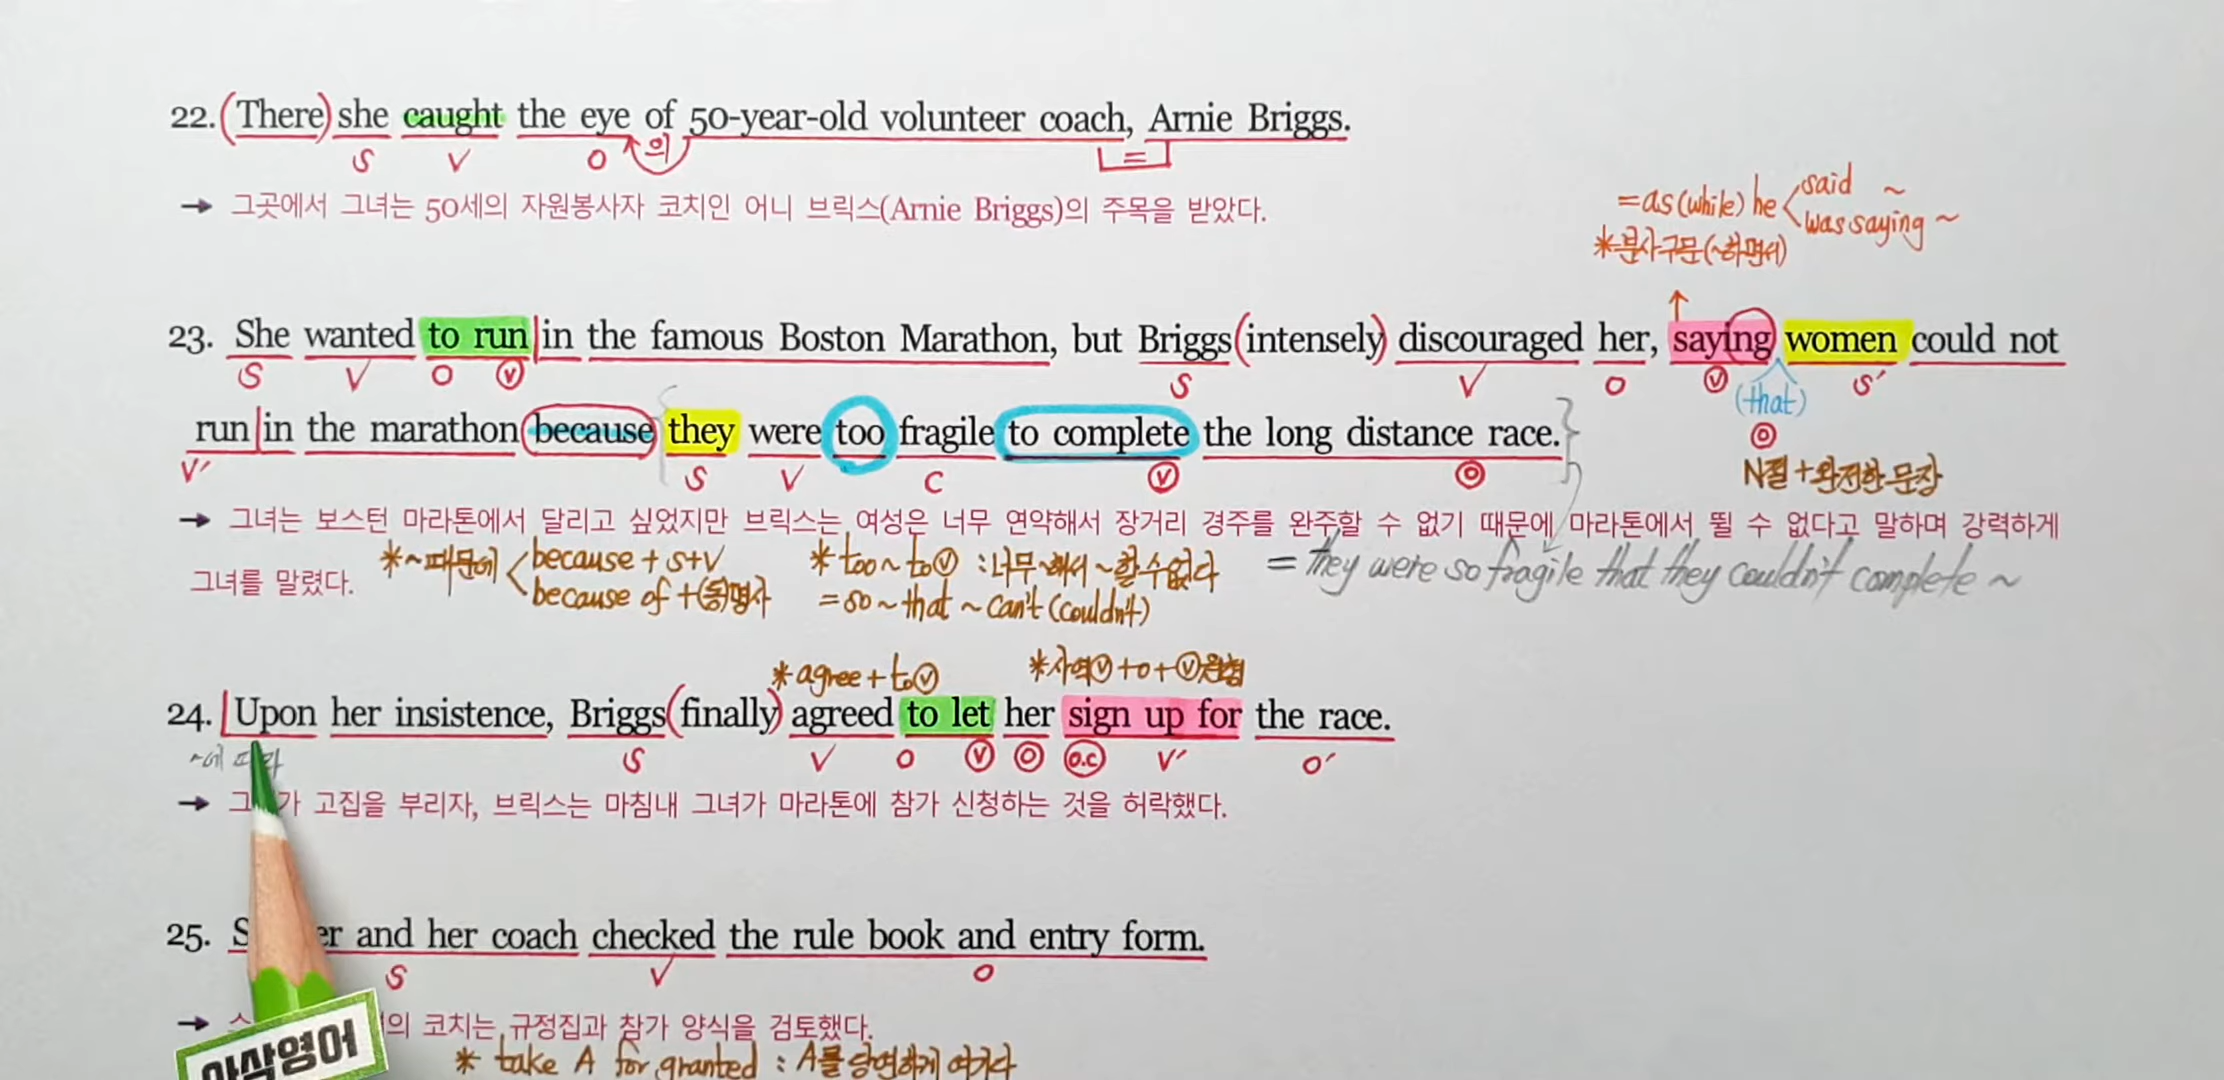 22. (There) she caught the eye of 50-year-old volunteer coach, Arnie Briggs.
S V O 의 =
→ 그곳에서 그녀는 50세의 자원봉사자 코치인 어니 브릭스(Arnie Briggs)의 주목을 받았다.
=as(while) he said ~
was saying ~
*분사구문(~하면서)
23. She wanted to run in the famous Boston Marathon, but Briggs (intensely) discouraged her, saying women could not
S V O V S V O V (that) S'
run in the marathon because they were too fragile to complete the long distance race.
V' S V C V O O
N절+완전한 문장
→ 그녀는 보스턴 마라톤에서 달리고 싶었지만 브릭스는 여성은 너무 연약해서 장거리 경주를 완주할 수 없기 때문에 마라톤에서 뛸 수 없다고 말하며 강력하게
그녀를 말렸다.
*~때문에 because + S+V
because of +(동)명사
*too~to V : 너무~해서 ~할 수 없다
=so~that ~can't (couldn't)
= they were so fragile that they couldn't complete ~
*agree+to V *사역V+O+V원형
24. Upon her insistence, Briggs (finally) agreed to let her sign up for the race.
~에 따라 S V O V O O.C V' O'
→ 가 고집을 부리자, 브릭스는 마침내 그녀가 마라톤에 참가 신청하는 것을 허락했다.
25. and her coach checked the rule book and entry form.
S V O
→ 의 코치는 규정집과 참가 양식을 검토했다.
* take A for granted : A를 당연하게 여기다